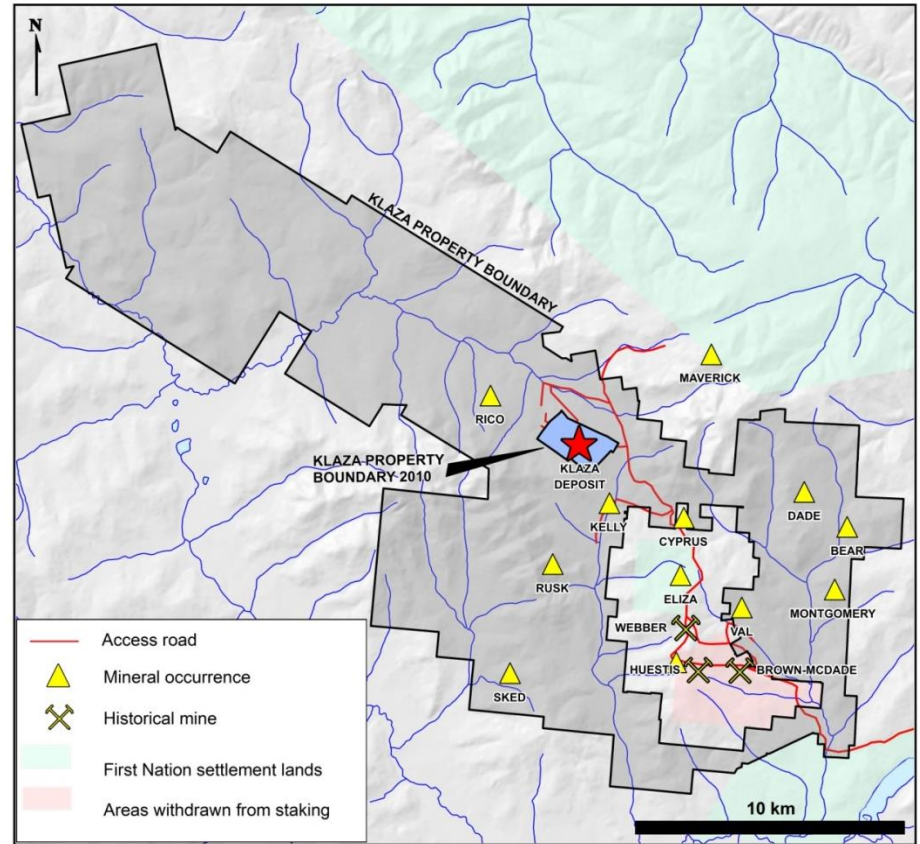 N
KLAZA PROPERTY BOUNDARY
MAVERICK
RICO
KLAZA PROPERTY
BOUNDARY 2010
KLAZA
DEPOSIT
KELLY
CYPRUS
DADE
BEAR
RUSK
ELIZA
MONTGOMERY
WEBBER
VAL
HUESTIS
BROWN-MCDADE
SKED
Access road
Mineral occurrence
Historical mine
First Nation settlement lands
Areas withdrawn from staking
10 km